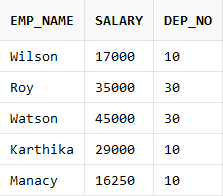 EMP_NAME SALARY DEP_NO
Wilson 17000 10
Roy 35000 30
Watson 45000 30
Karthika 29000 10
Manacy 16250 10